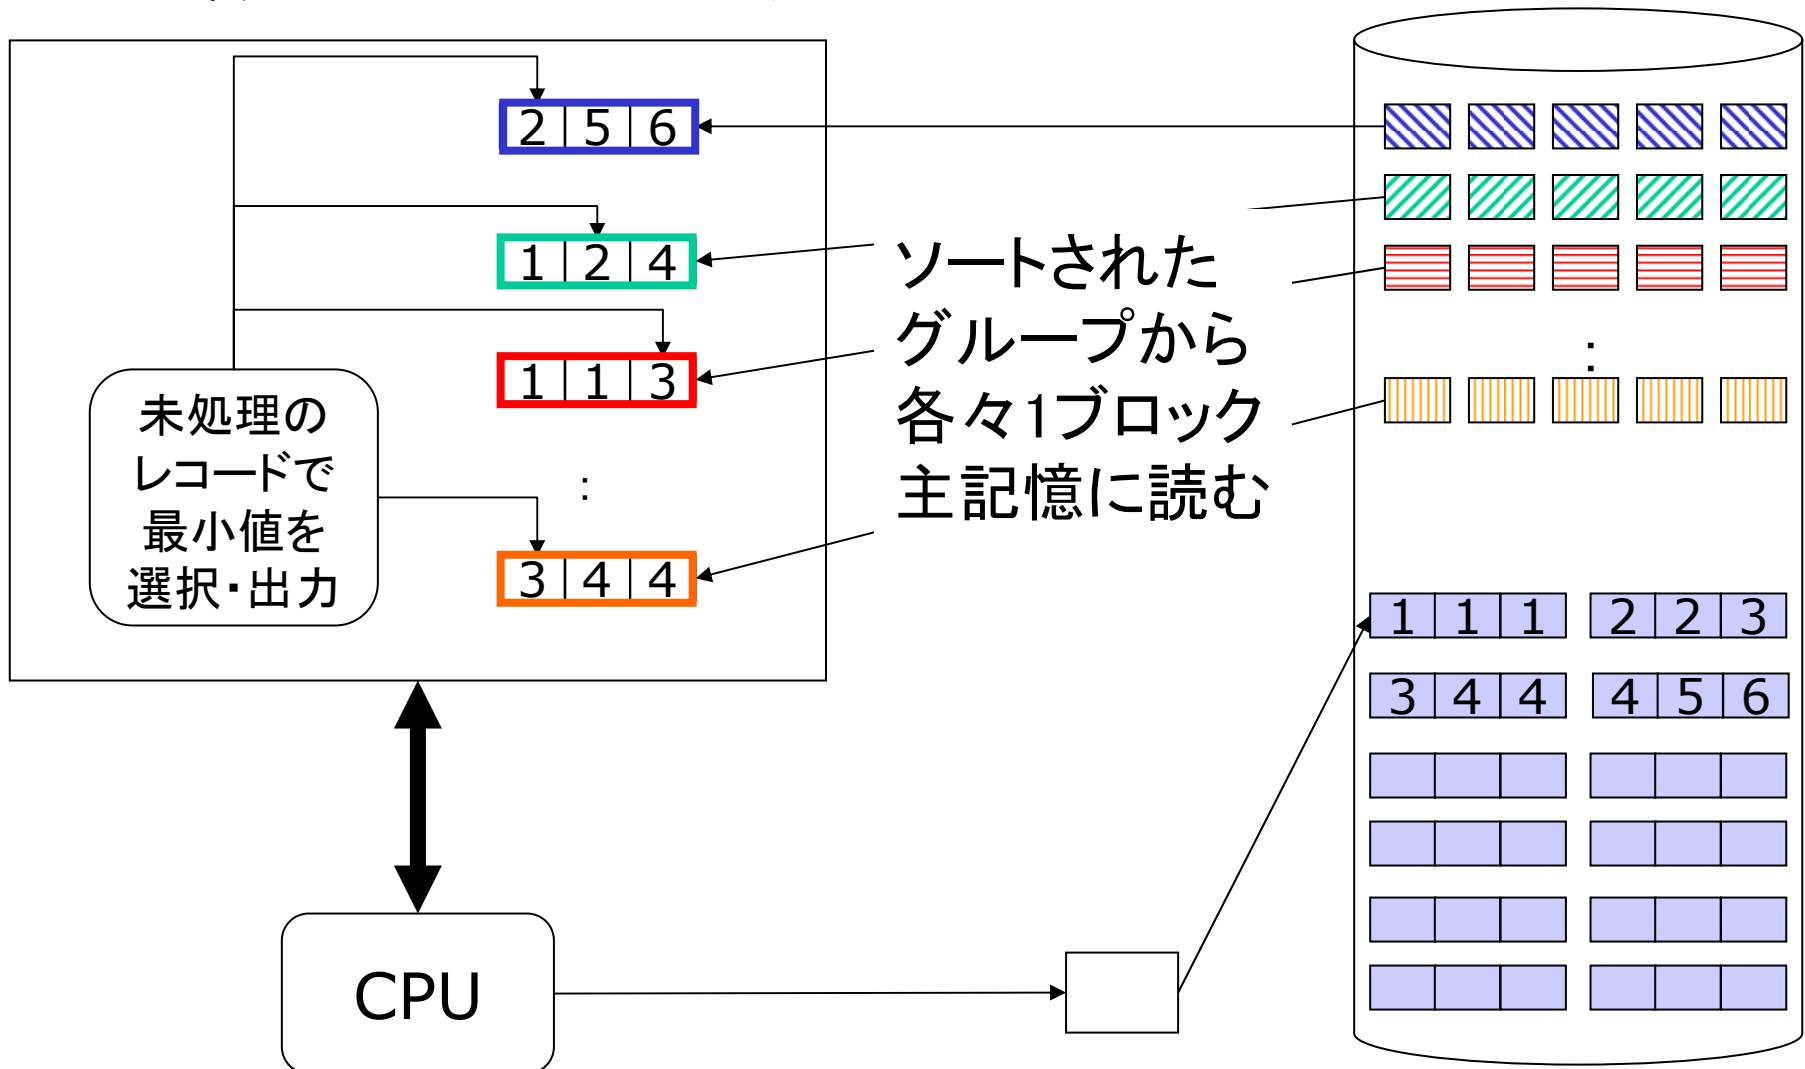 2 5 6
1 2 4
1 1 3
:
3 4 4
未処理の
レコードで
最小値を
選択・出力
ソートされた
グループから
各々1ブロック
主記憶に読む
:
1 1 1 2 2 3
3 4 4 4 5 6
CPU